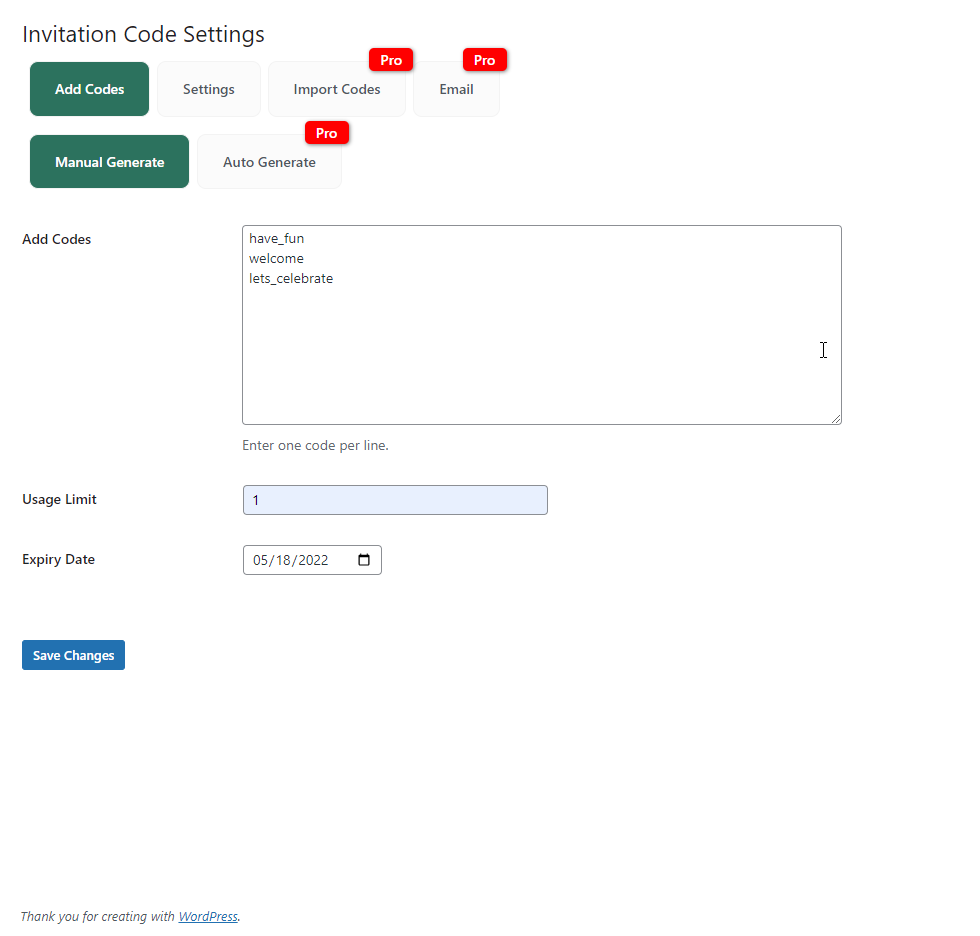 Invitation Code Settings
Pro
Pro
Add Codes
Settings
Import Codes
Email
Pro
Manual Generate
Auto Generate
Add Codes
have_fun
welcome
lets_celebrate
Enter one code per line.
Usage Limit
1
Expiry Date
05/18/2022
Save Changes
Thank you for creating with WordPress.